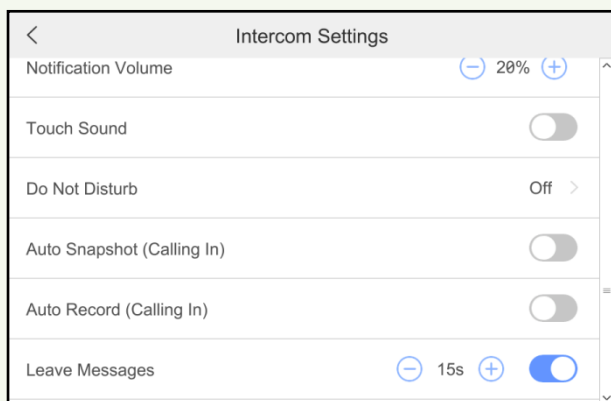 Intercom Settings
Notification Volume 20%
Touch Sound
Do Not Disturb Off
Auto Snapshot (Calling In)
Auto Record (Calling In)
Leave Messages 15s